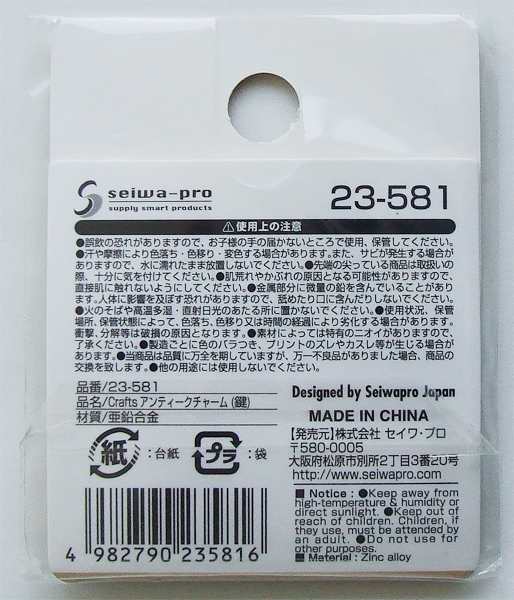 seiwa-pro
supply smart products
23-581
⚠使用上の注意
●誤飲の恐れがありますので、お子様の手の届かないところで使用、保管してください。
●汗や摩擦により色落ち・色移り・変色する場合があります。また、サビが発生する場合が
ありますので、水に濡れたまま放置しないでください。●先端の尖っている商品は取扱いの
際、十分に気を付けてください。●肌荒れやかぶれの原因となる可能性がありますので、
直接肌に触れないようにしてください。●金属部分に微量の鉛を含んでいることがあり
ます。人体に影響を及ぼす恐れがありますので、舐めたり口に含んだりしないでください。
●火のそばや高温多湿・直射日光のあたる所に置かないでください。●使用状況、保管
場所、保管状態によって、色落ち、色移り又は時間の経過により劣化する場合があります。
衝撃、分解等は破損の原因となります。●素材によっては特有のニオイがありますので、
了承ください。●製造ごとに色のバラつき、プリントのズレやカスレ等が生じる場合が
あります。●当商品は品質に万全を期していますが、万一不良品がありました場合、商品の
交換を致します。●他の用途には使用しないでください。
品番/23-581
品名/Crafts アンティークチャーム(鍵)
材質/亜鉛合金
Designed by Seiwapro Japan
MADE IN CHINA
紙:台紙 プラ:袋
【発売元】株式会社 セイワ・プロ
〒580-0005
大阪府松原市別所2丁目3番20号
http://www.seiwapro.com
■Notice: ●Keep away from
high-temperature & humidity or
direct sunlight. ●Keep out of
reach of children. Children, if
they use, must be attended by
an adult. ●Do not use for
other purposes.
■Material: Zinc alloy
4 982790 235816